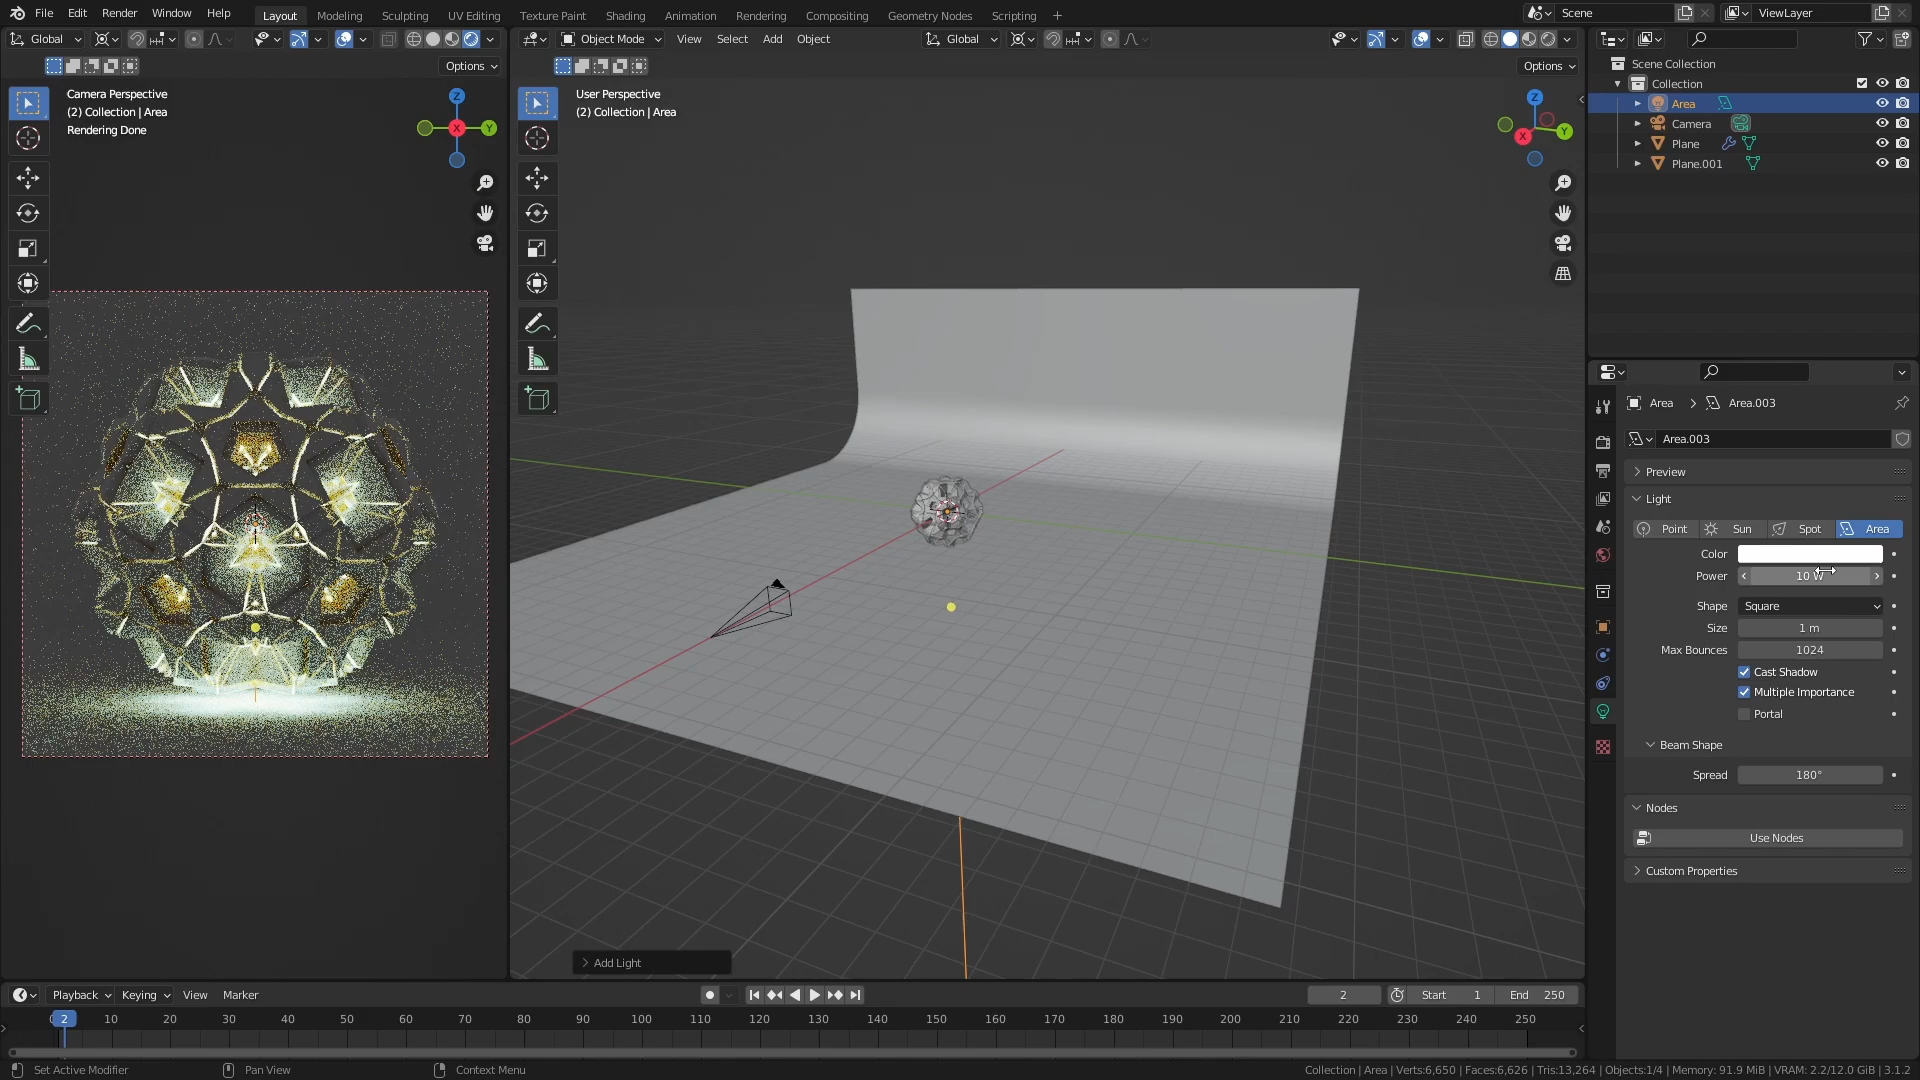 File Edit Render Window Help Layout Modeling Sculpting UV Editing Texture Paint Shading Animation Rendering Compositing Geometry Nodes Scripting + Scene ViewLayer
Global Options
Camera Perspective
(2) Collection | Area
Rendering Done
X Y Z
Object Mode View Select Add Object Global Options
User Perspective
(2) Collection | Area
X Y Z
Add Light
Scene Collection
Collection
Area
Camera
Plane
Plane.001
Area > Area.003
Area.003
Preview
Light
Point Sun Spot Area
Color
Power 10 W
Shape Square
Size 1 m
Max Bounces 1024
Cast Shadow
Multiple Importance
Portal
Beam Shape
Spread 180°
Nodes
Use Nodes
Custom Properties
Playback Keying View Marker 2 Start 1 End 250
2 10 20 30 40 50 60 70 80 90 100 110 120 130 140 150 160 170 180 190 200 210 220 230 240 250
Set Active Modifier Pan View Context Menu Collection | Area | Verts:6,650 | Faces:6,626 | Tris:13,264 | Objects:1/4 | Memory: 91.9 MiB | VRAM: 2.2/12.0 GiB | 3.1.2